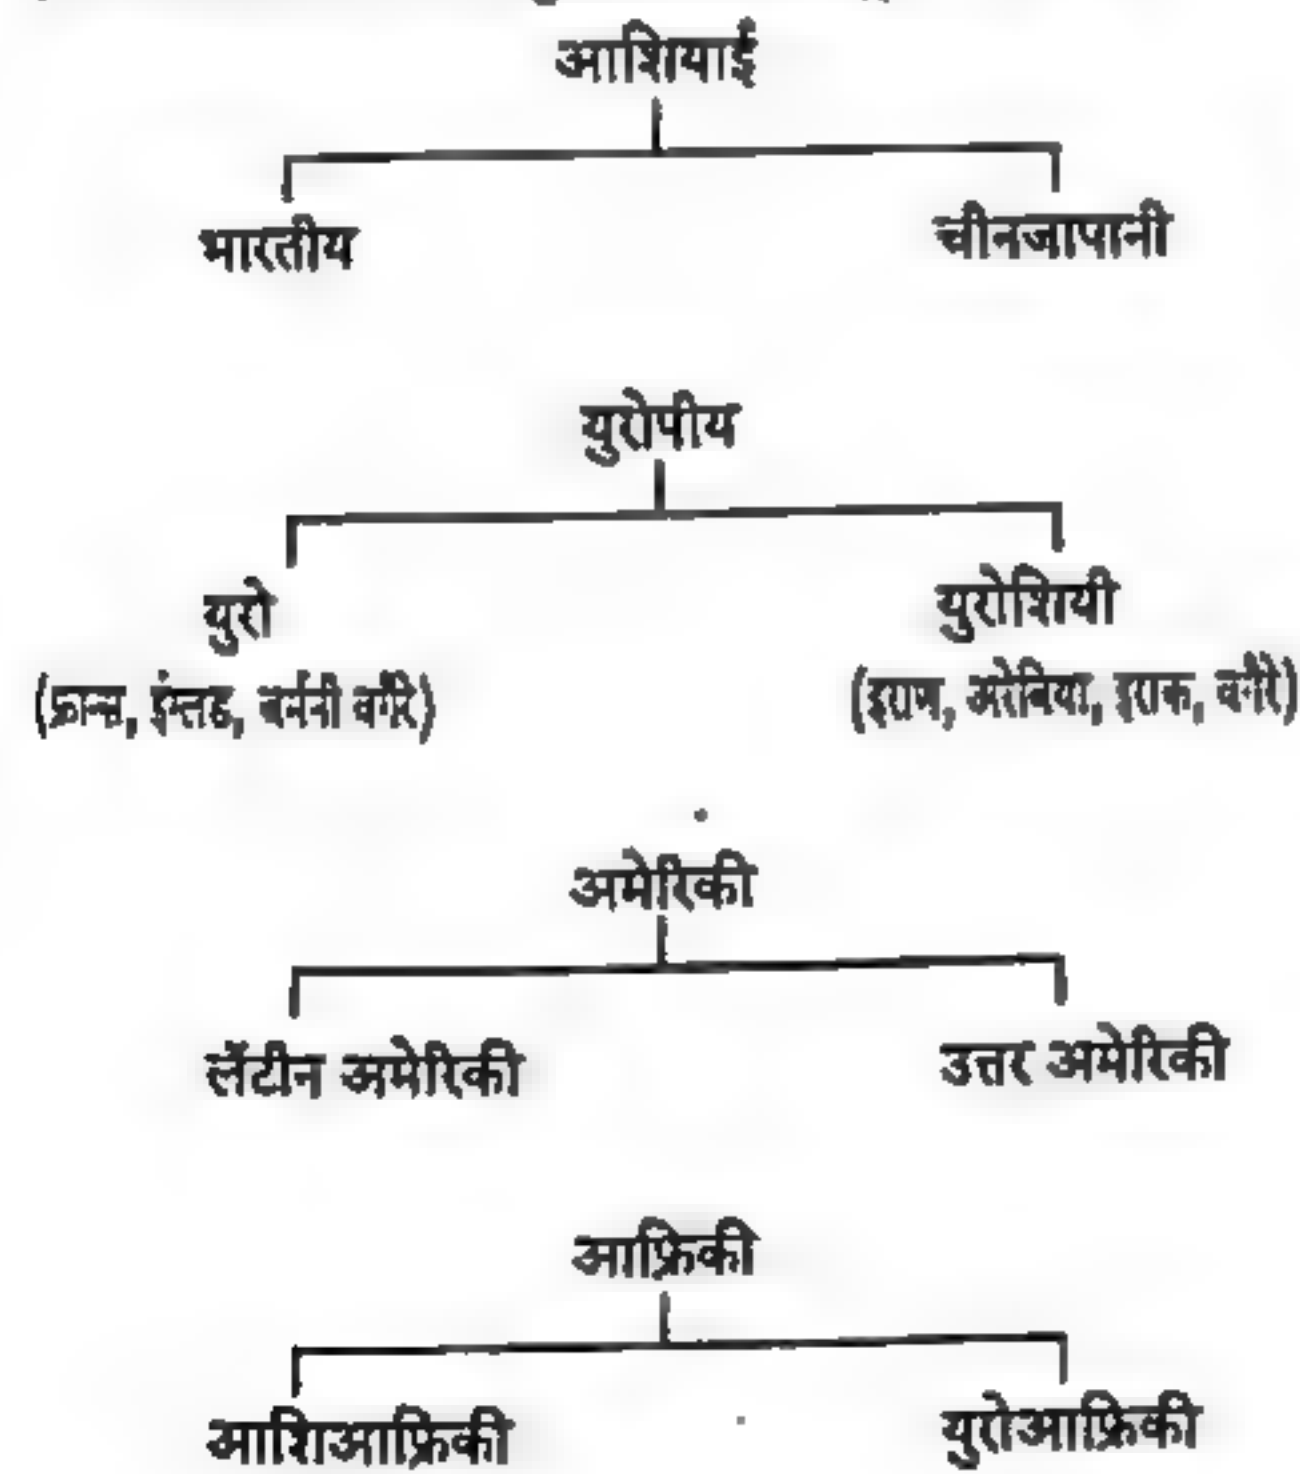 आशियाई
भारतीय चीनजापानी
युरोपीय
युरो युरोशियी
(फ्रान्स, इंग्लंड, जर्मनी वगैरे) (इराण, अरेबिया, इराक, वगैरे)
अमेरिकी
लॅटीन अमेरिकी उत्तर अमेरिकी
आफ्रिकी
आशिआफ्रिकी युरोआफ्रिकी